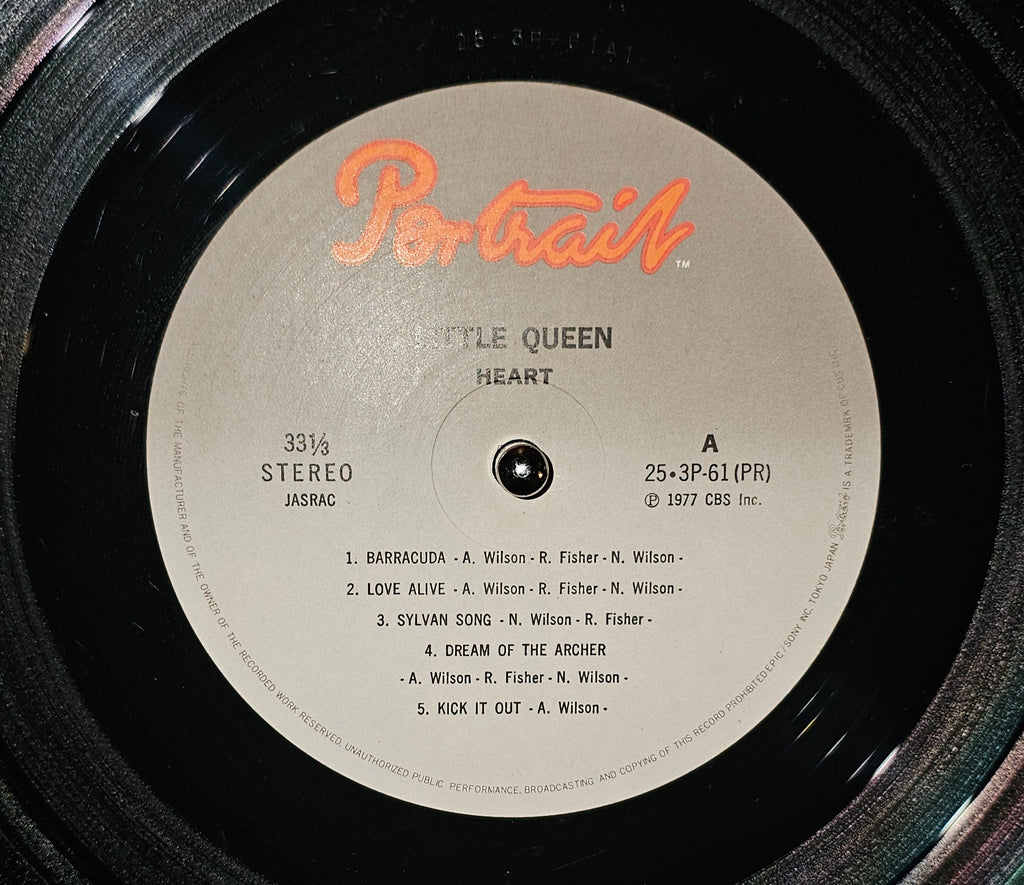 Portrait
TM
LITTLE QUEEN
HEART
33⅓
STEREO
JASRAC
A
25•3P-61(PR)
Ⓟ 1977 CBS Inc.
1. BARRACUDA - A. Wilson - R. Fisher - N. Wilson -
2. LOVE ALIVE - A. Wilson - R. Fisher - N. Wilson -
3. SYLVAN SONG - N. Wilson - R. Fisher -
4. DREAM OF THE ARCHER
- A. Wilson - R. Fisher - N. Wilson -
5. KICK IT OUT - A. Wilson -
OF THE MANUFACTURER AND OF THE OWNER OF THE RECORDED WORK RESERVED. UNAUTHORIZED PUBLIC PERFORMANCE, BROADCASTING AND COPYING OF THIS RECORD PROHIBITED EPIC/SONY INC. TOKYO JAPAN Portrait IS A TRADEMRK OF CBS INC.